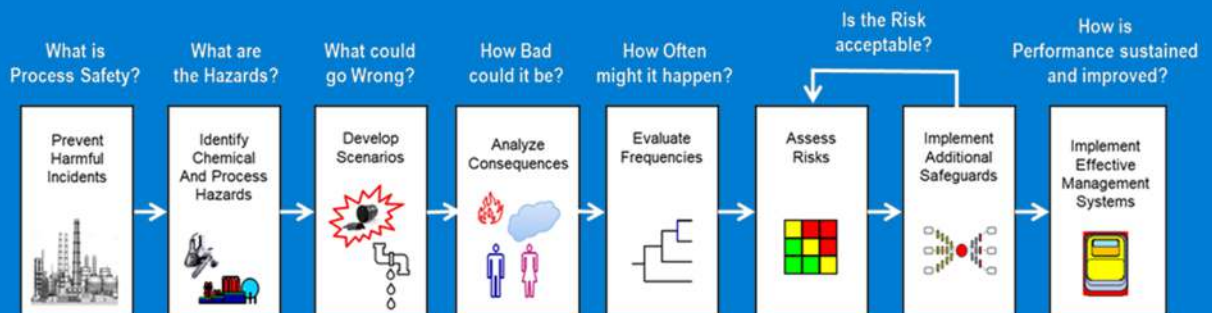 What is
Process Safety?
What are
the Hazards?
What could
go Wrong?
How Bad
could it be?
How Often
might it happen?
Is the Risk
acceptable?
How is
Performance sustained
and improved?
Prevent
Harmful
Incidents
Identify
Chemical
And Process
Hazards
Develop
Scenarios
Analyze
Consequences
Evaluate
Frequencies
Assess
Risks
Implement
Additional
Safeguards
Implement
Effective
Management
Systems